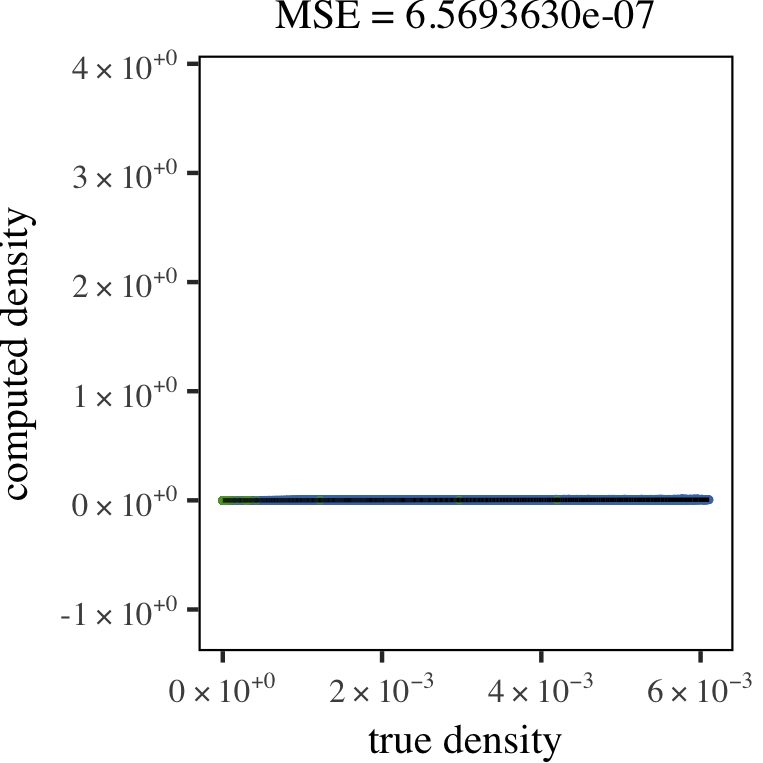 MSE = 6.5693630e-07
computed density
4 × 10⁺⁰
3 × 10⁺⁰
2 × 10⁺⁰
1 × 10⁺⁰
0 × 10⁺⁰
-1 × 10⁺⁰
0 × 10⁺⁰ 2 × 10⁻³ 4 × 10⁻³ 6 × 10⁻³
true density